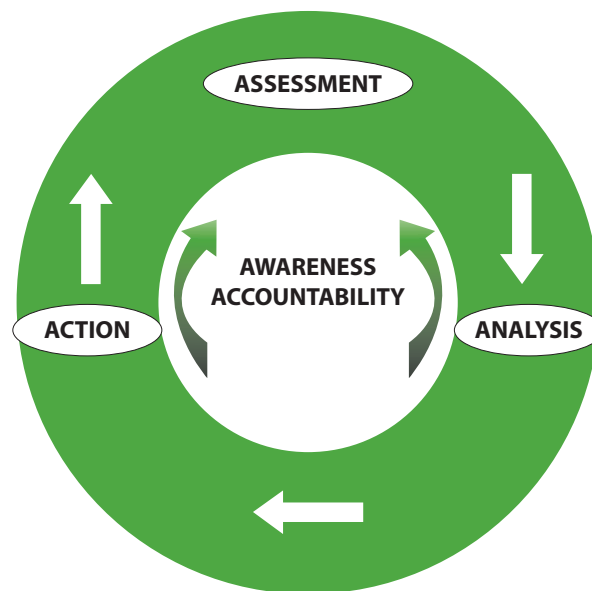 ASSESSMENT
AWARENESS
ACCOUNTABILITY
ACTION
ANALYSIS